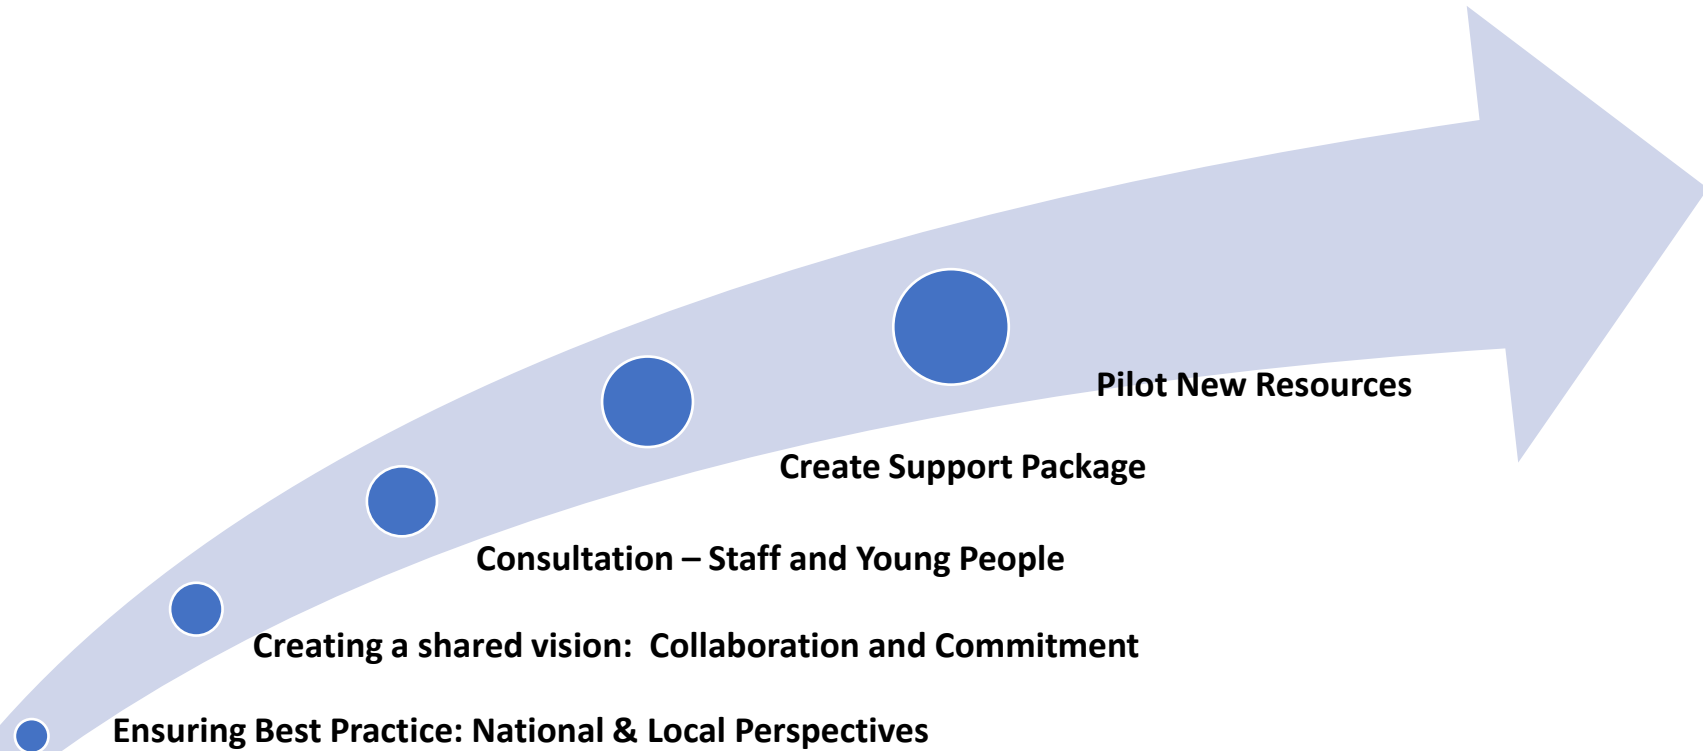 Pilot New Resources
Create Support Package
Consultation – Staff and Young People
Creating a shared vision:  Collaboration and Commitment
Ensuring Best Practice: National & Local Perspectives